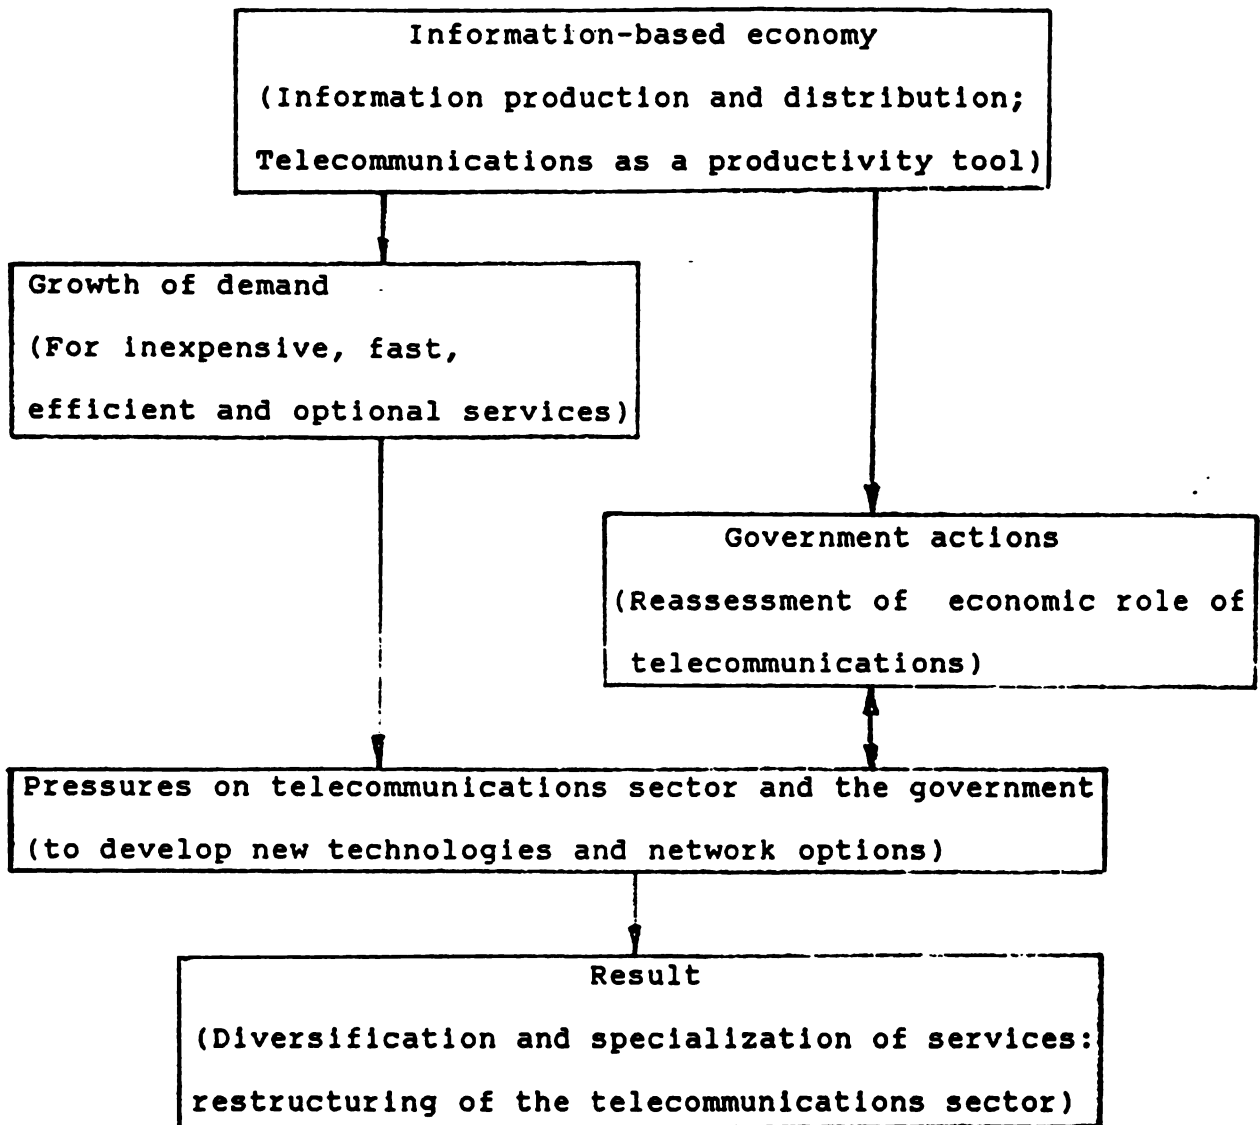 Information-based economy
(Information production and distribution;
Telecommunications as a productivity tool)
Growth of demand
(For inexpensive, fast,
efficient and optional services)
Government actions
(Reassessment of economic role of
telecommunications)
Pressures on telecommunications sector and the government
(to develop new technologies and network options)
Result
(Diversification and specialization of services:
restructuring of the telecommunications sector)